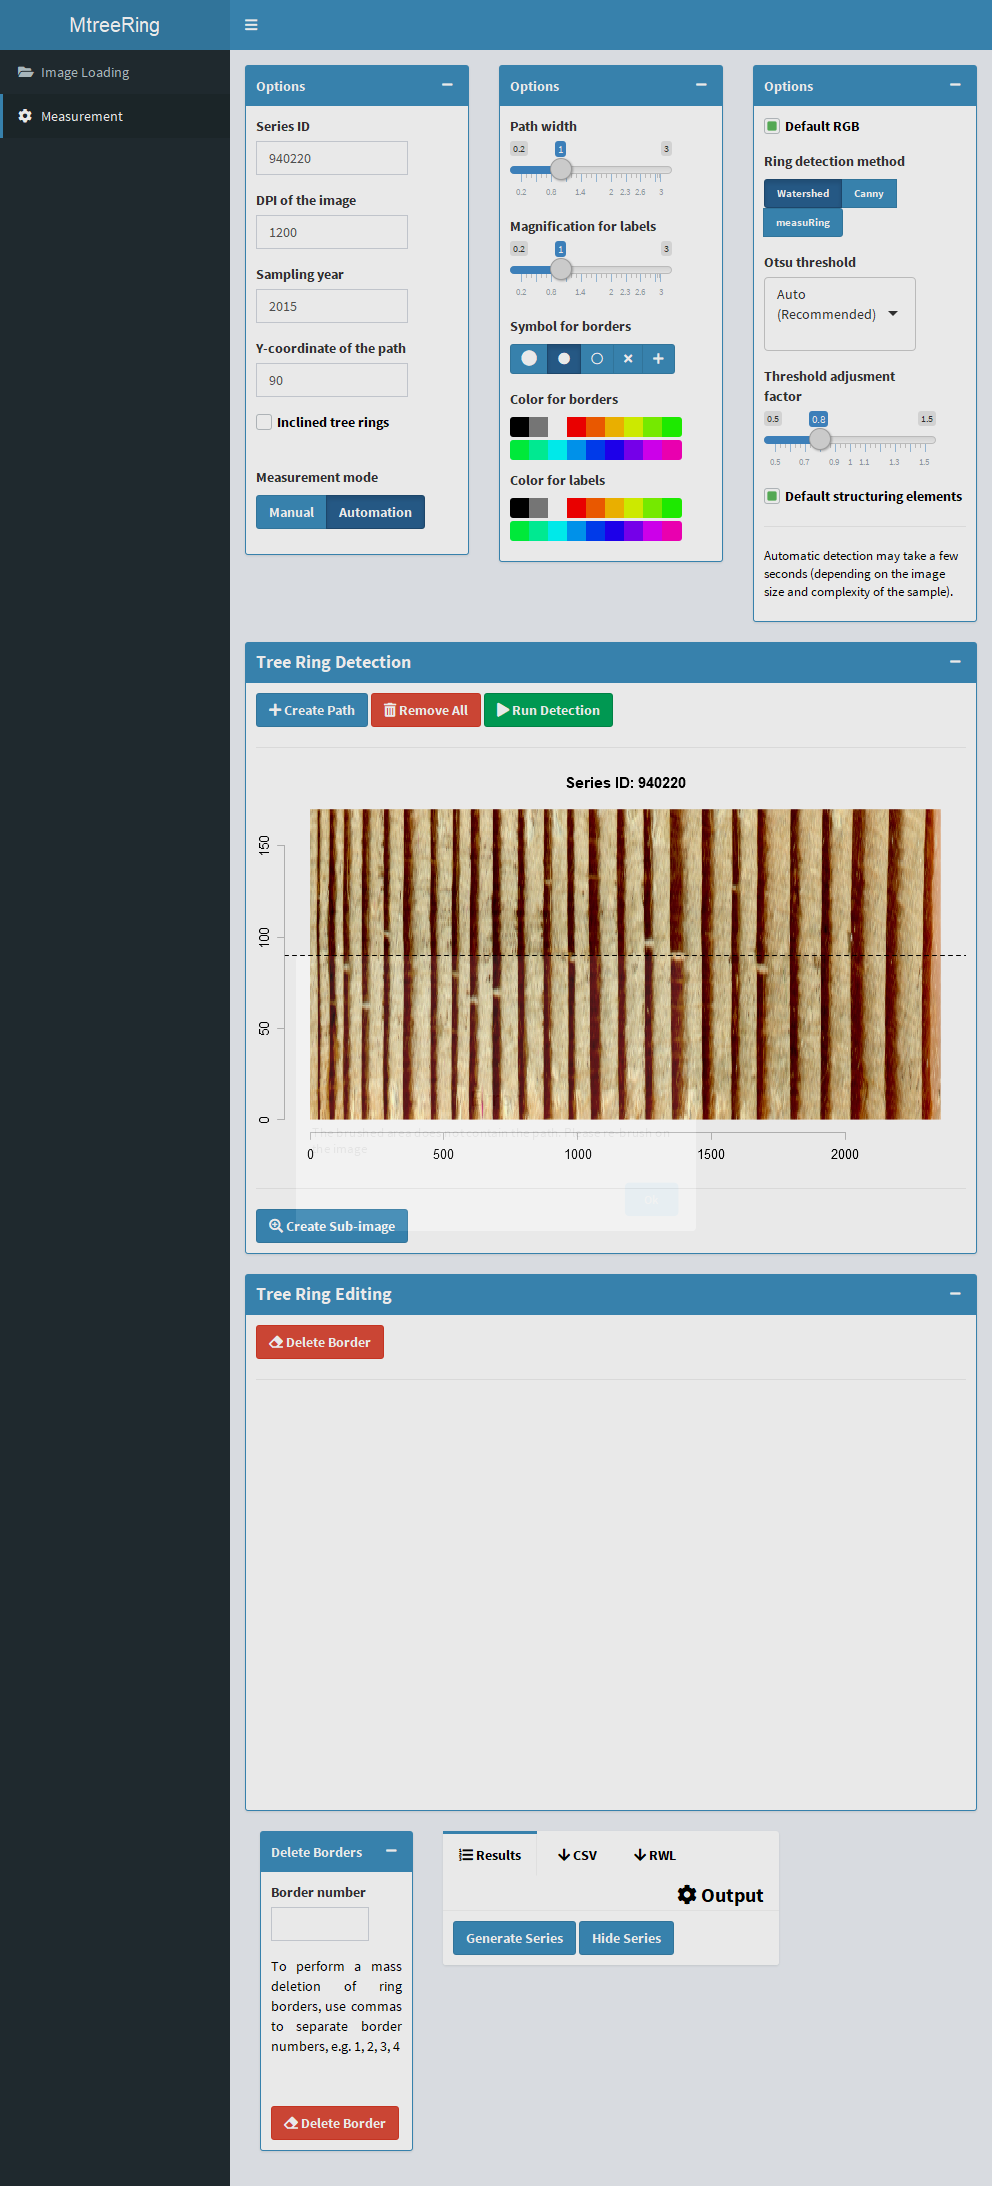 MtreeRing
Image Loading
Measurement
Options
Series ID
940220
DPI of the image
1200
Sampling year
2015
Y-coordinate of the path
90
Inclined tree rings
Measurement mode
Manual Automation
Options
Path width
0.2 1 3
0.2 0.8 1.4 2 2.3 2.6 3
Magnification for labels
0.2 1 3
0.2 0.8 1.4 2 2.3 2.6 3
Symbol for borders
Color for borders
Color for labels
Options
Default RGB
Ring detection method
Watershed Canny
measuRing
Otsu threshold
Auto
(Recommended)
Threshold adjusment
factor
0.5 0.8 1.5
0.5 0.7 0.9 1 1.1 1.3 1.5
Default structuring elements
Automatic detection may take a few
seconds (depending on the image
size and complexity of the sample).
Tree Ring Detection
Create Path Remove All Run Detection
Series ID: 940220
150
100
50
0
The brushed area does not contain the path. Please re-brush on
the image
0 500 1000 1500 2000
Create Sub-image
Tree Ring Editing
Delete Border
Delete Borders
Border number
To perform a mass
deletion of ring
borders, use commas
to separate border
numbers, e.g. 1, 2, 3, 4
Delete Border
Results CSV RWL
Output
Generate Series Hide Series